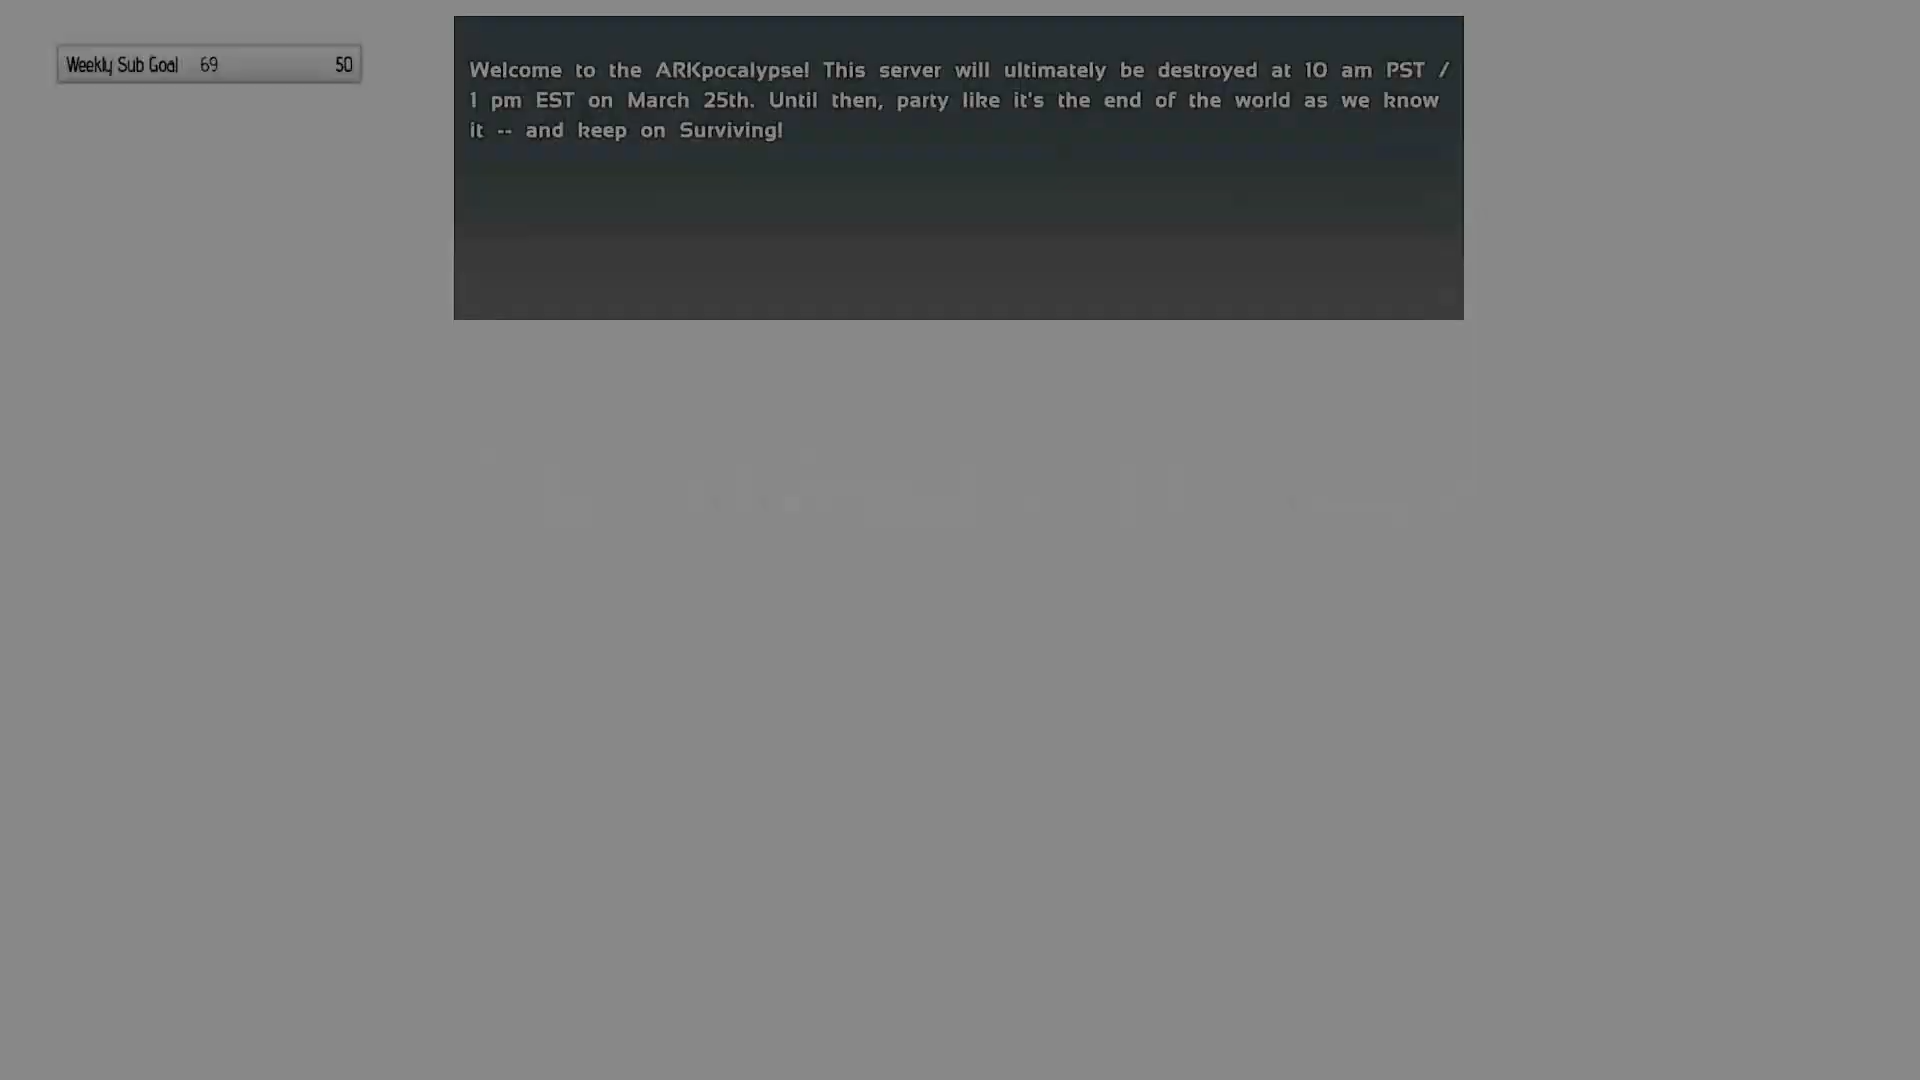 Weekly Sub Goal 69 50
Welcome to the ARKpocalypse! This server will ultimately be destroyed at 10 am PST /
1 pm EST on March 25th. Until then, party like it's the end of the world as we know
it -- and keep on Surviving!